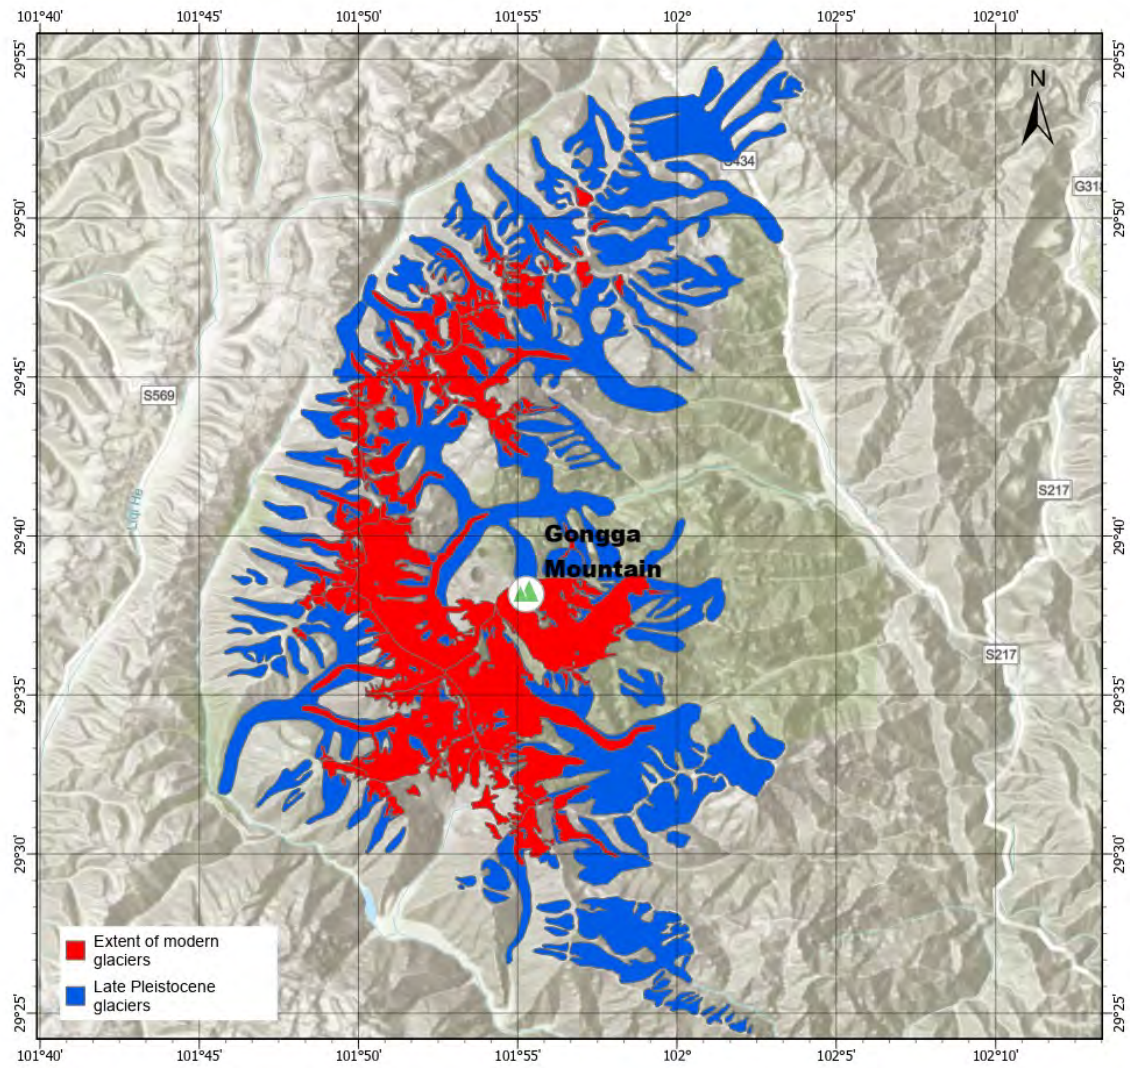 101°40' 101°45' 101°50' 101°55' 102° 102°5' 102°10'
29°55' 29°55'
N
S434
G318
29°50' 29°50'
29°45' 29°45'
S569
S217
Liqi He
29°40' 29°40'
Gongga
Mountain
S217
29°35' 29°35'
29°30' 29°30'
Extent of modern
glaciers
Late Pleistocene
glaciers
29°25' 29°25'
101°40' 101°45' 101°50' 101°55' 102° 102°5' 102°10'